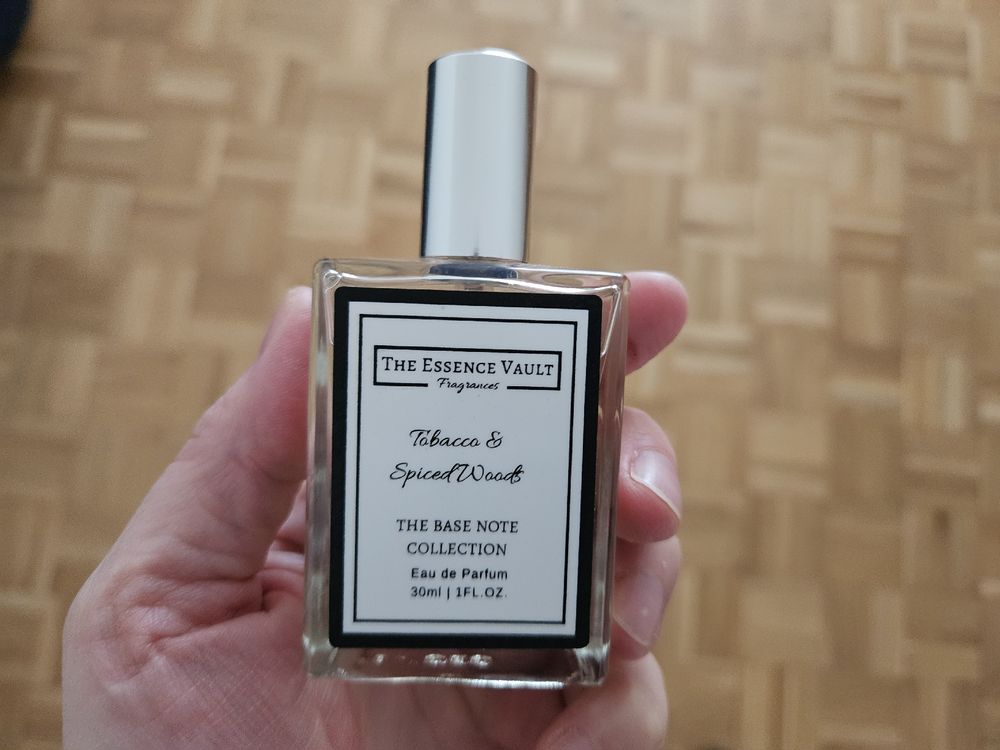 THE ESSENCE VAULT
Fragrances
Tobacco &
Spiced Woods
THE BASE NOTE
COLLECTION
Eau de Parfum
30ml | 1FL.OZ.